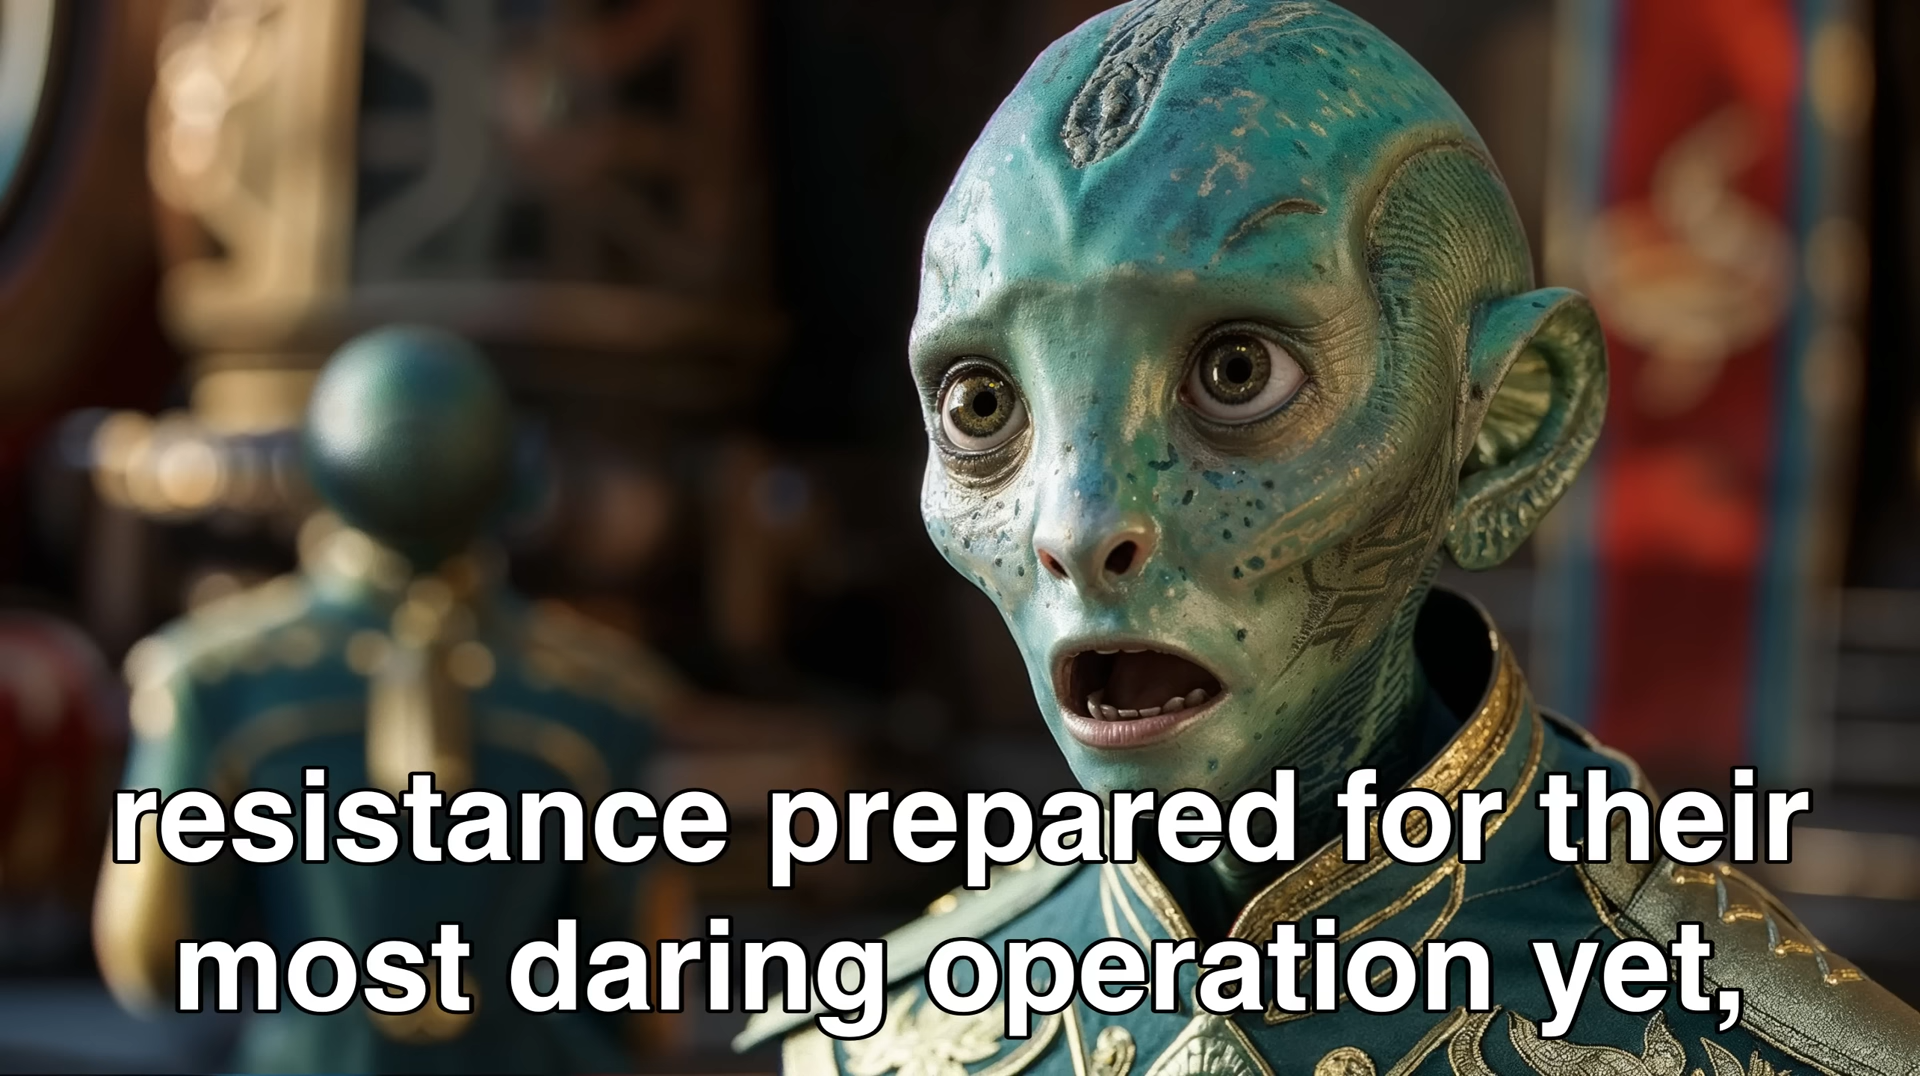 resistance prepared for their
most daring operation yet,